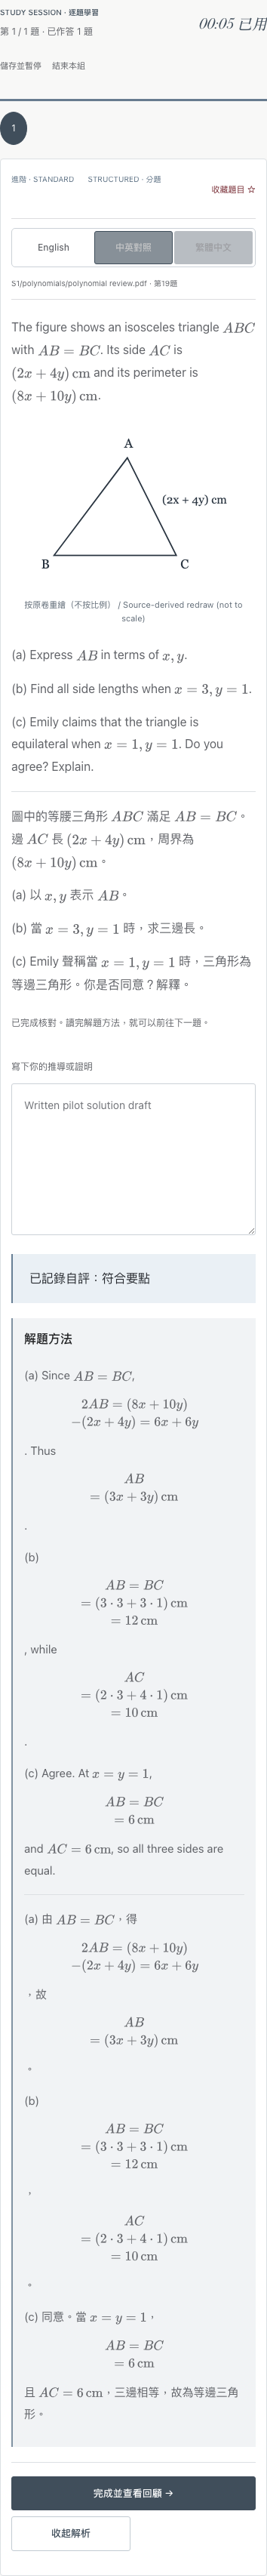 STUDY SESSION · 逐題學習
00:05 已用
第 1 / 1 題 · 已作答 1 題
儲存並暫停 結束本組
1
進階 · STANDARD STRUCTURED · 分題
收藏題目 ☆
English 中英對照 繁體中文
S1/polynomials/polynomial review.pdf · 第19題
The figure shows an isosceles triangle ABC
with AB = BC. Its side AC is
(2x + 4y) cm and its perimeter is
(8x + 10y) cm.
A
(2x + 4y) cm
B
C
按原卷重繪（不按比例） / Source-derived redraw (not to
scale)
(a) Express AB in terms of x, y.
(b) Find all side lengths when x = 3, y = 1.
(c) Emily claims that the triangle is
equilateral when x = 1, y = 1. Do you
agree? Explain.
圖中的等腰三角形 ABC 滿足 AB = BC。
邊 AC 長 (2x + 4y) cm，周界為
(8x + 10y) cm。
(a) 以 x, y 表示 AB。
(b) 當 x = 3, y = 1 時，求三邊長。
(c) Emily 聲稱當 x = 1, y = 1 時，三角形為
等邊三角形。你是否同意？解釋。
已完成核對。讀完解題方法，就可以前往下一題。
寫下你的推導或證明
Written pilot solution draft
已記錄自評：符合要點
解題方法
(a) Since AB = BC,
2AB = (8x + 10y)
−(2x + 4y) = 6x + 6y
. Thus
AB
= (3x + 3y) cm
.
(b)
AB = BC
= (3 · 3 + 3 · 1) cm
= 12 cm
, while
AC
= (2 · 3 + 4 · 1) cm
= 10 cm
.
(c) Agree. At x = y = 1,
AB = BC
= 6 cm
and AC = 6 cm, so all three sides are
equal.
(a) 由 AB = BC，得
2AB = (8x + 10y)
−(2x + 4y) = 6x + 6y
，故
AB
= (3x + 3y) cm
。
(b)
AB = BC
= (3 · 3 + 3 · 1) cm
= 12 cm
，
AC
= (2 · 3 + 4 · 1) cm
= 10 cm
。
(c) 同意。當 x = y = 1，
AB = BC
= 6 cm
且 AC = 6 cm，三邊相等，故為等邊三角
形。
完成並查看回顧 →
收起解析